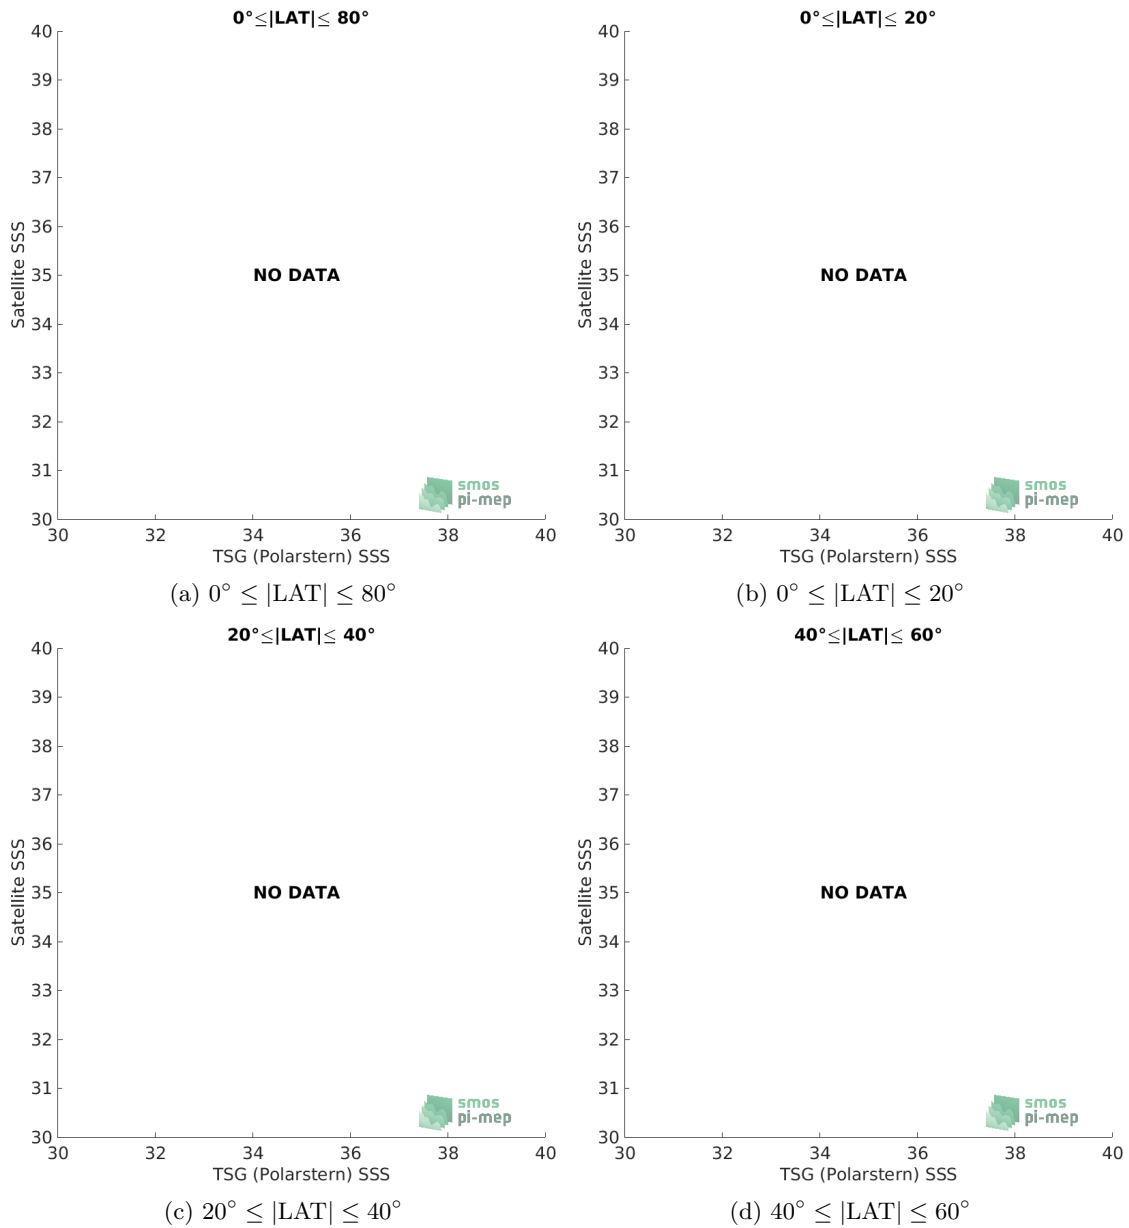 0°≤|LAT|≤ 80°
40
39
38
37
36
35
34
33
32
31
30
Satellite SSS
NO DATA
smos
pi-mep
30 32 34 36 38 40
TSG (Polarstern) SSS
(a) 0° ≤ |LAT| ≤ 80°
0°≤|LAT|≤ 20°
40
39
38
37
36
35
34
33
32
31
30
Satellite SSS
NO DATA
smos
pi-mep
30 32 34 36 38 40
TSG (Polarstern) SSS
(b) 0° ≤ |LAT| ≤ 20°
20°≤|LAT|≤ 40°
40
39
38
37
36
35
34
33
32
31
30
Satellite SSS
NO DATA
smos
pi-mep
30 32 34 36 38 40
TSG (Polarstern) SSS
(c) 20° ≤ |LAT| ≤ 40°
40°≤|LAT|≤ 60°
40
39
38
37
36
35
34
33
32
31
30
Satellite SSS
NO DATA
smos
pi-mep
30 32 34 36 38 40
TSG (Polarstern) SSS
(d) 40° ≤ |LAT| ≤ 60°